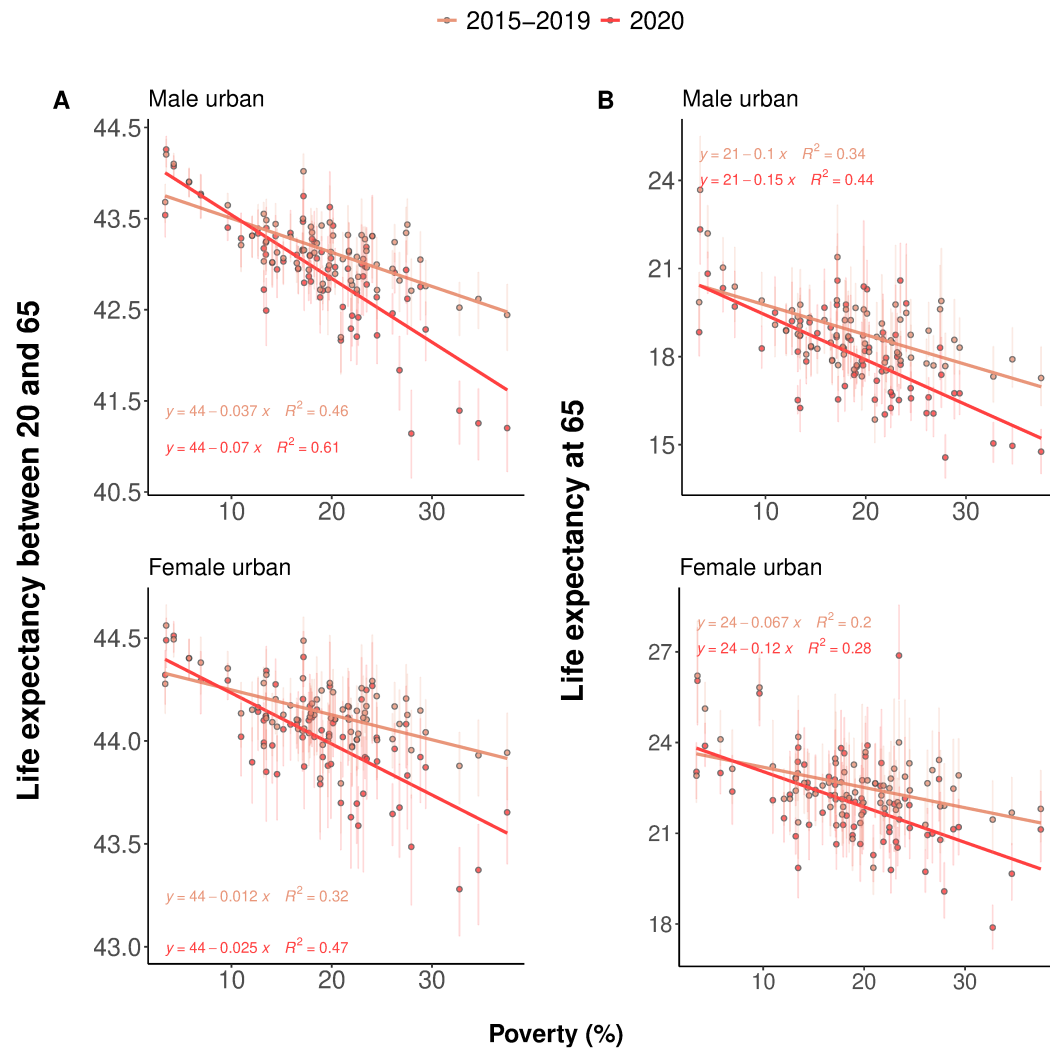 2015−2019 2020
A
Male urban
44.5
43.5
42.5
41.5
40.5
y = 44 − 0.037 x R² = 0.46
y = 44 − 0.07 x R² = 0.61
10 20 30
B
Male urban
24
21
18
15
y = 21 − 0.1 x R² = 0.34
y = 21 − 0.15 x R² = 0.44
10 20 30
Female urban
44.5
44.0
43.5
43.0
y = 44 − 0.012 x R² = 0.32
y = 44 − 0.025 x R² = 0.47
10 20 30
Female urban
27
24
21
18
y = 24 − 0.067 x R² = 0.2
y = 24 − 0.12 x R² = 0.28
10 20 30
Life expectancy between 20 and 65
Life expectancy at 65
Poverty (%)